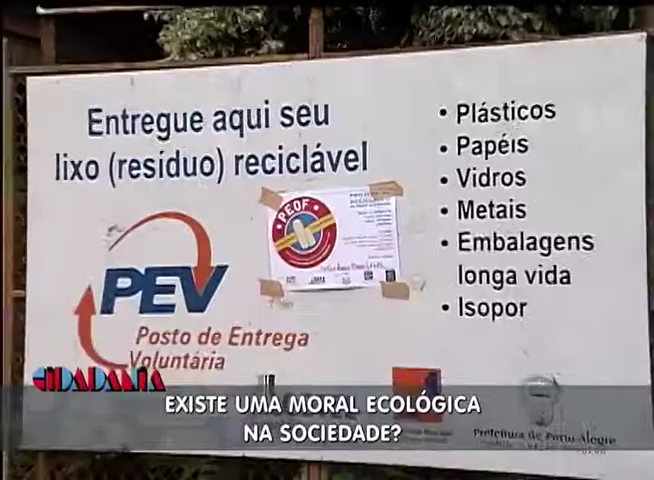 Entregue aqui seu
lixo (resíduo) reciclável
• Plásticos
• Papéis
• Vidros
• Metais
• Embalagens
longa vida
• Isopor
PEOF
PEV
Posto de Entrega
Voluntária
CIDADANIA
EXISTE UMA MORAL ECOLÓGICA
NA SOCIEDADE?
Prefeitura de Porto Alegre